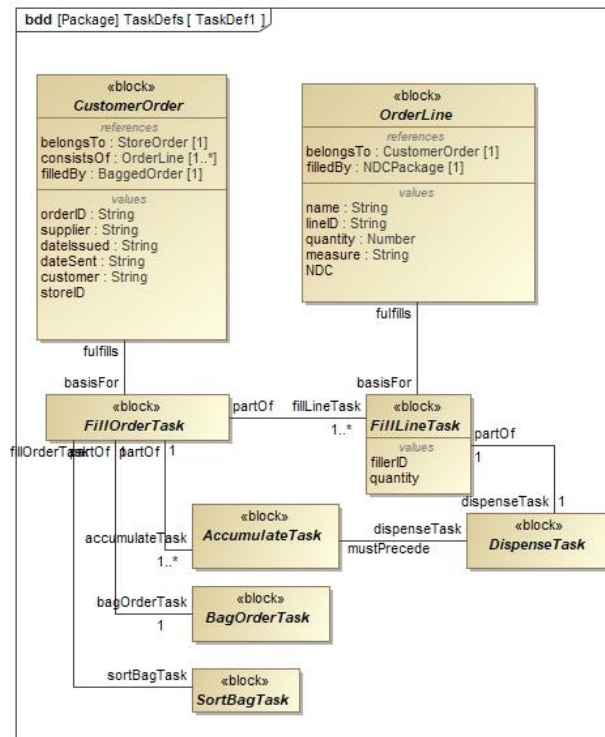 bdd [Package] TaskDefs [ TaskDef1 ]
«block»
CustomerOrder
references
belongsTo : StoreOrder [1]
consistsOf : OrderLine [1..*]
filledBy : BaggedOrder [1]
values
orderID : String
supplier : String
dateIssued : String
dateSent : String
customer : String
storeID
«block»
OrderLine
references
belongsTo : CustomerOrder [1]
filledBy : NDCPackage [1]
values
name : String
lineID : String
quantity : Number
measure : String
NDC
fulfills
basisFor
fulfills
basisFor
«block»
FillOrderTask
partOf
fillLineTask
1..*
«block»
FillLineTask
values
fillerID
quantity
partOf
1
fillOrderTask
partOf
1
partOf
1
accumulateTask
1..*
«block»
AccumulateTask
dispenseTask
mustPrecede
dispenseTask
1
«block»
DispenseTask
bagOrderTask
1
«block»
BagOrderTask
sortBagTask
«block»
SortBagTask